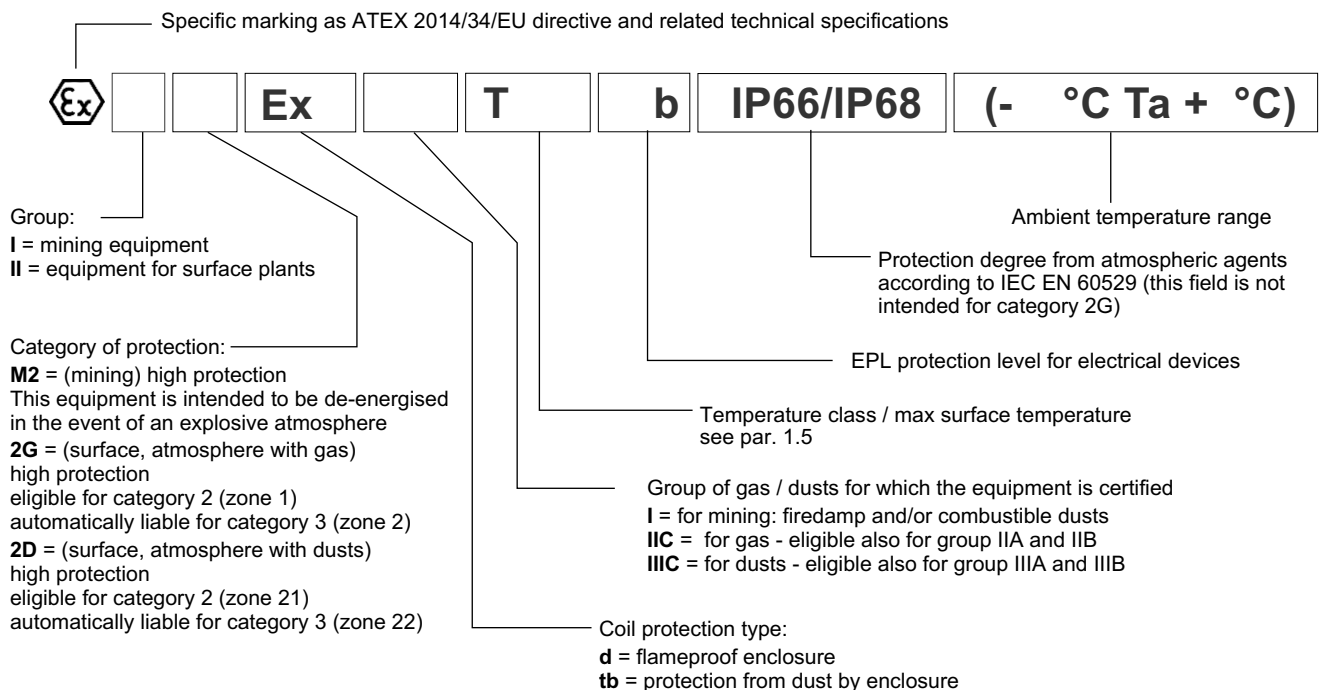 Specific marking as ATEX 2014/34/EU directive and related technical specifications
Ex Ex T b IP66/IP68 (- °C Ta + °C)
Group:
I = mining equipment
II = equipment for surface plants
Ambient temperature range
Protection degree from atmospheric agents
according to IEC EN 60529 (this field is not
intended for category 2G)
Category of protection:
M2 = (mining) high protection
This equipment is intended to be de-energised
in the event of an explosive atmosphere
2G = (surface, atmosphere with gas)
high protection
eligible for category 2 (zone 1)
automatically liable for category 3 (zone 2)
2D = (surface, atmosphere with dusts)
high protection
eligible for category 2 (zone 21)
automatically liable for category 3 (zone 22)
EPL protection level for electrical devices
Temperature class / max surface temperature
see par. 1.5
Group of gas / dusts for which the equipment is certified
I = for mining: firedamp and/or combustible dusts
IIC = for gas - eligible also for group IIA and IIB
IIIC = for dusts - eligible also for group IIIA and IIIB
Coil protection type:
d = flameproof enclosure
tb = protection from dust by enclosure